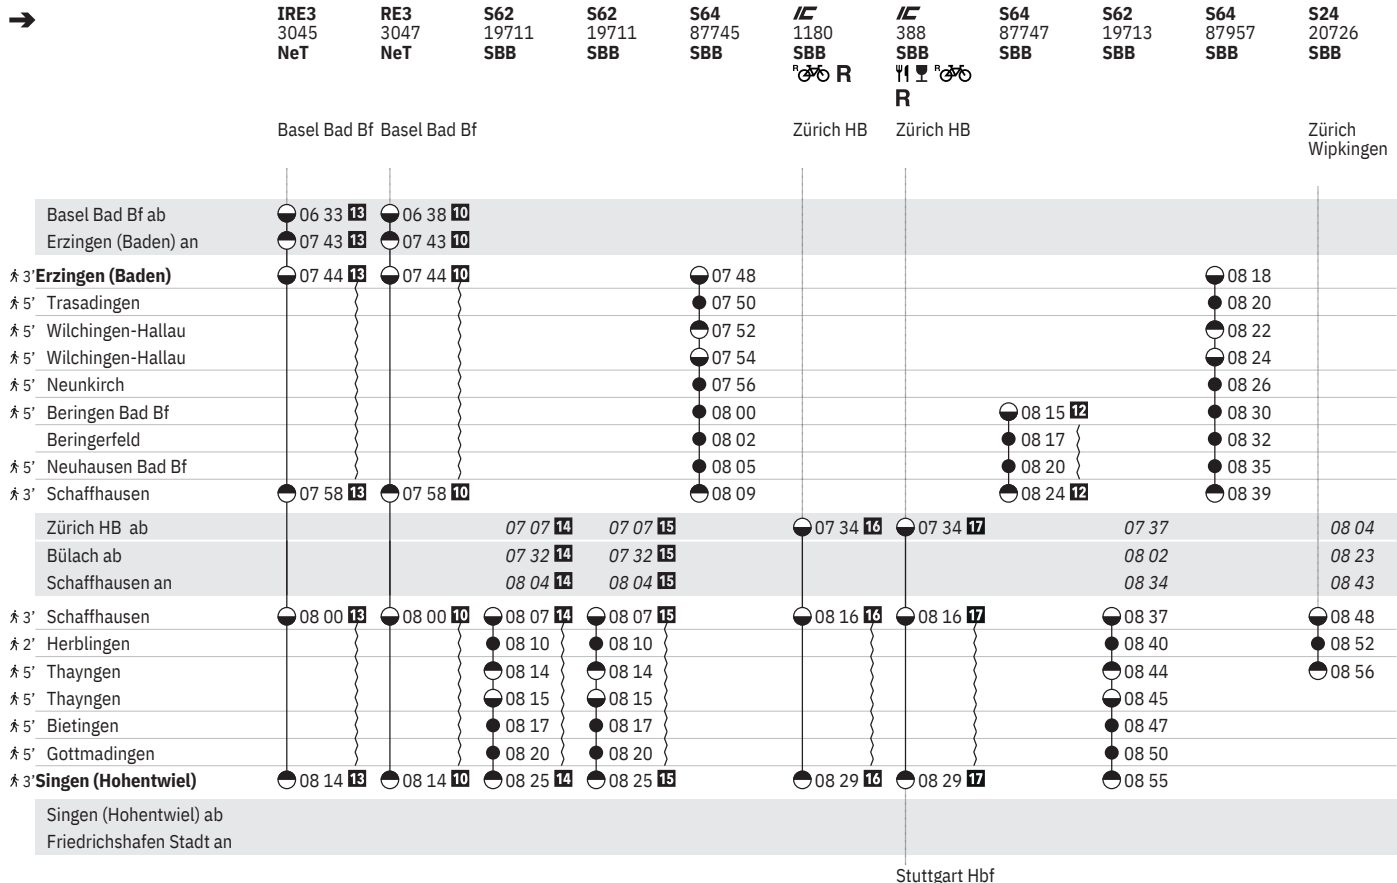 IRE3 RE3 S62 S62 S64 IC IC S64 S62 S64 S24
3045 3047 19711 19711 87745 1180 388 87747 19713 87957 20726
NeT NeT SBB SBB SBB SBB SBB SBB SBB SBB SBB
R R R
R
Basel Bad Bf Basel Bad Bf Zürich HB Zürich HB Zürich
Wipkingen
Basel Bad Bf ab 06 33 13 06 38 10
Erzingen (Baden) an 07 43 13 07 43 10
3' Erzingen (Baden) 07 44 13 07 44 10 07 48 08 18
5' Trasadingen 07 50 08 20
5' Wilchingen-Hallau 07 52 08 22
5' Wilchingen-Hallau 07 54 08 24
5' Neunkirch 07 56 08 26
5' Beringen Bad Bf 08 00 08 15 12 08 30
Beringerfeld 08 02 08 17 08 32
5' Neuhausen Bad Bf 08 05 08 20 08 35
3' Schaffhausen 07 58 13 07 58 10 08 09 08 24 12 08 39
Zürich HB ab 07 07 14 07 07 15 07 34 16 07 34 17 07 37 08 04
Bülach ab 07 32 14 07 32 15 08 02 08 23
Schaffhausen an 08 04 14 08 04 15 08 34 08 43
3' Schaffhausen 08 00 13 08 00 10 08 07 14 08 07 15 08 16 16 08 16 17 08 37 08 48
2' Herblingen 08 10 08 10 08 40 08 52
5' Thayngen 08 14 08 14 08 44 08 56
5' Thayngen 08 15 08 15 08 45
5' Bietingen 08 17 08 17 08 47
5' Gottmadingen 08 20 08 20 08 50
3' Singen (Hohentwiel) 08 14 13 08 14 10 08 25 14 08 25 15 08 29 16 08 29 17 08 55
Singen (Hohentwiel) ab
Friedrichshafen Stadt an
Stuttgart Hbf